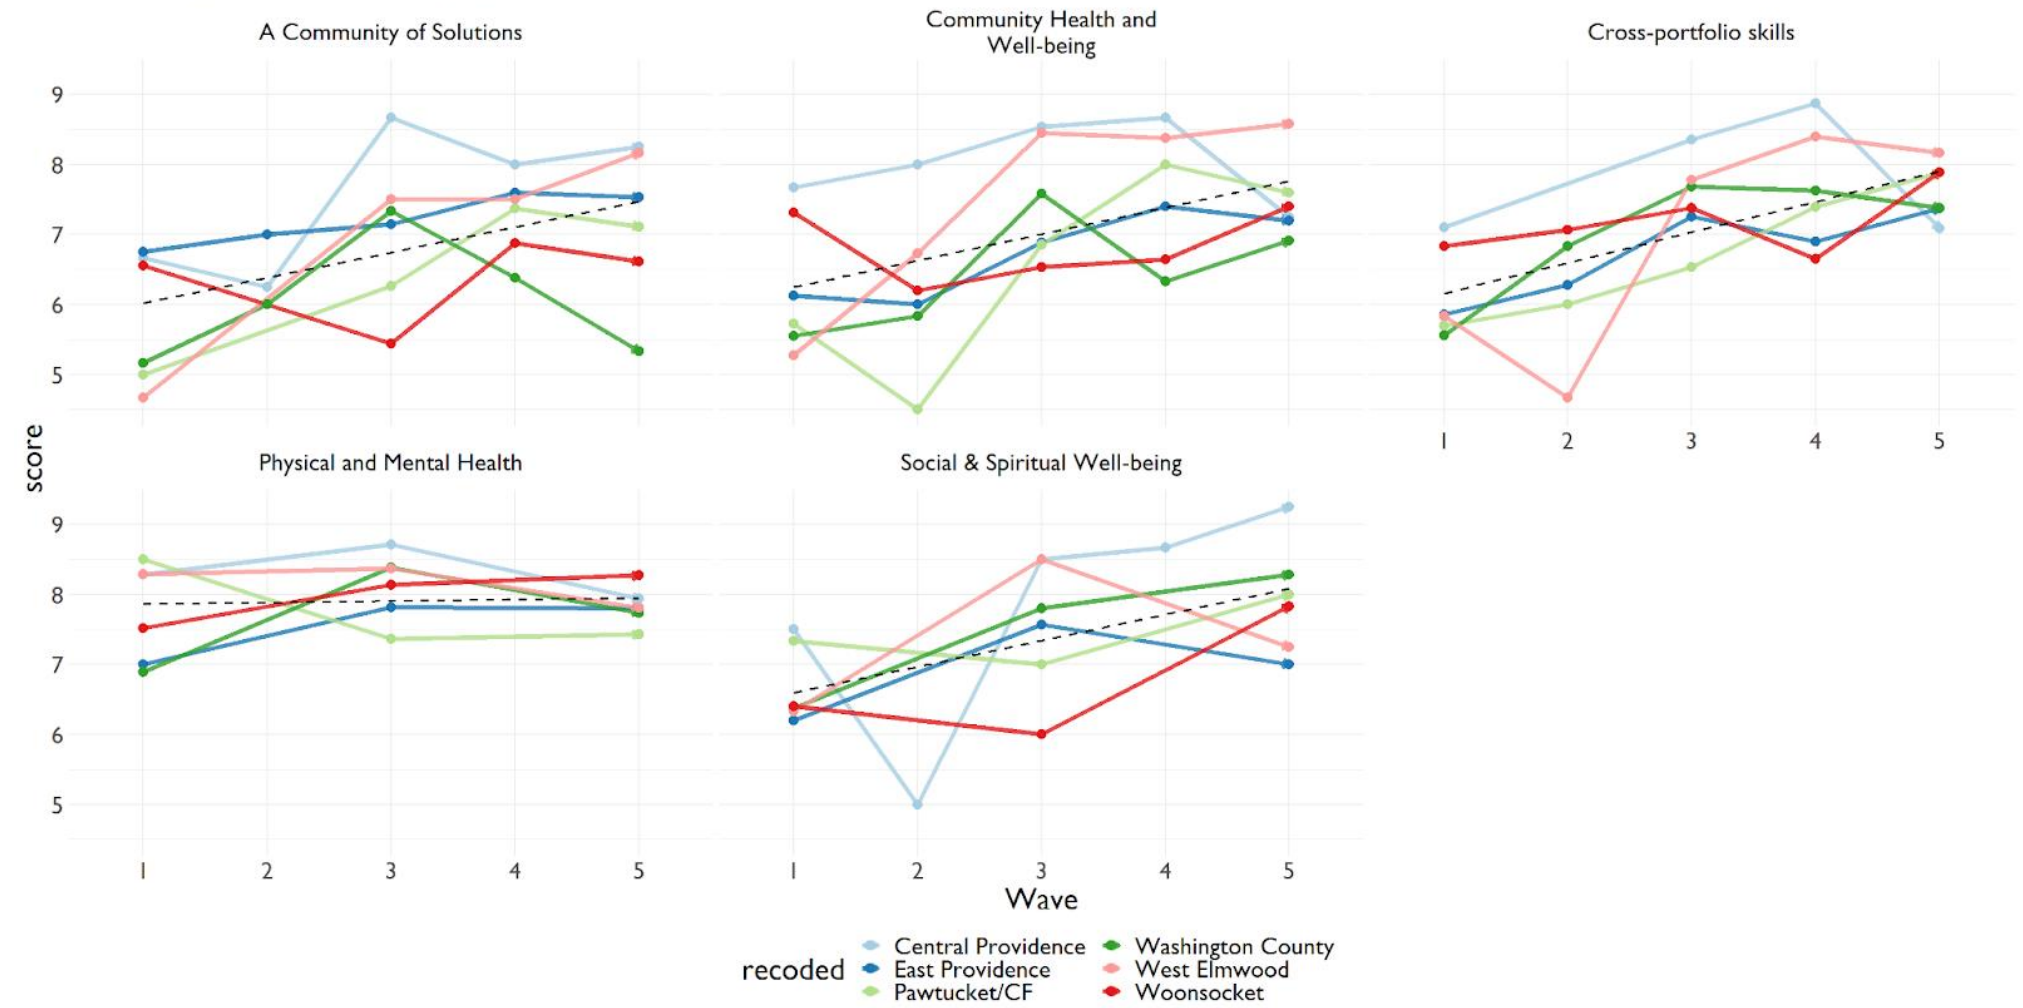 A Community of Solutions
Community Health and
Well-being
Cross-portfolio skills
9
8
7
6
5
1 2 3 4 5
score
Physical and Mental Health
Social & Spiritual Well-being
9
8
7
6
5
1 2 3 4 5
1 2 3 4 5
Wave
recoded
Central Providence
East Providence
Pawtucket/CF
Washington County
West Elmwood
Woonsocket